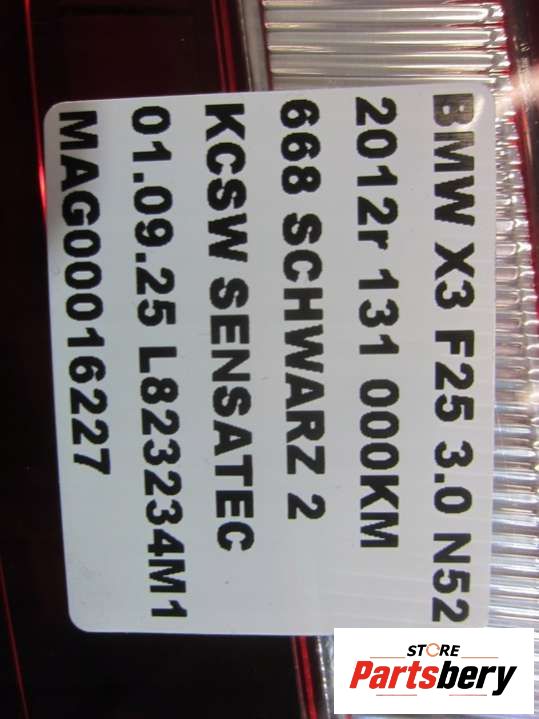 BMW X3 F25 3.0 N52
2012r 131 000KM
668 SCHWARZ 2
KCSW SENSATEC
01.09.25 L823234M1
MAG00016227
STORE
Partsbery